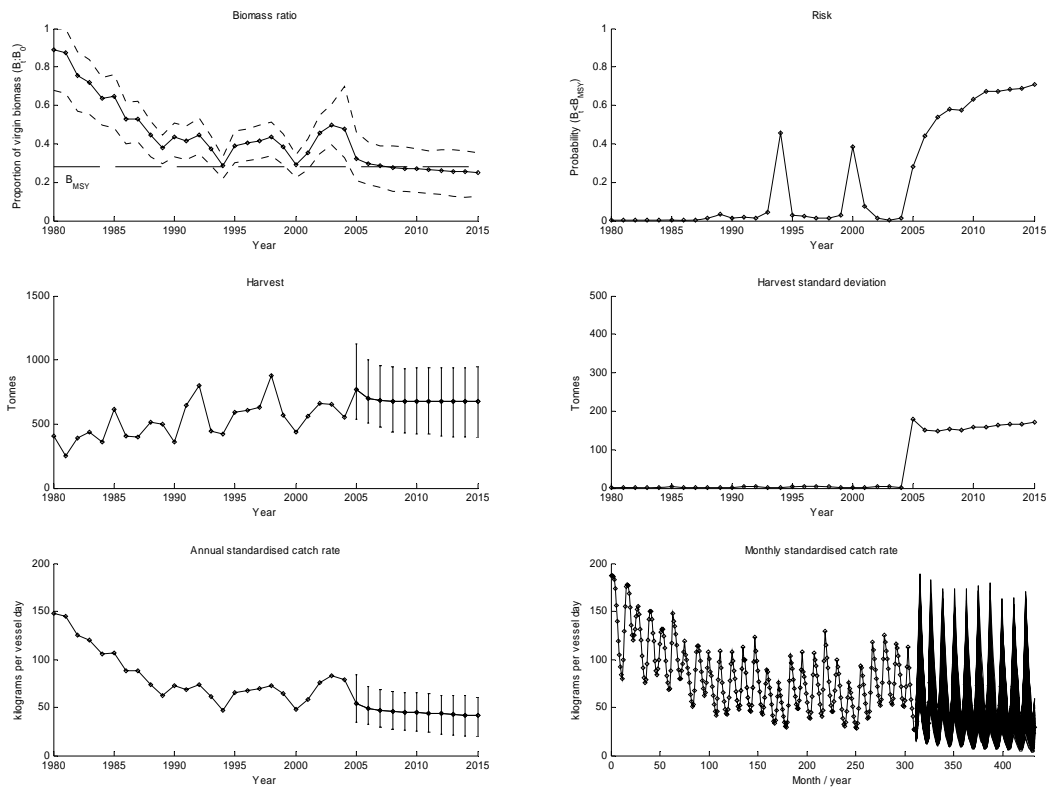 Biomass ratio
Proportion of virgin biomass (Bt:B0)
1
0.8
0.6
0.4
0.2
0
BMSY
1980 1985 1990 1995 2000 2005 2010 2015
Year
Risk
Probability (Bt<BMSY)
1
0.8
0.6
0.4
0.2
0
1980 1985 1990 1995 2000 2005 2010 2015
Year
Harvest
Tonnes
1500
1000
500
0
1980 1985 1990 1995 2000 2005 2010 2015
Year
Harvest standard deviation
Tonnes
500
400
300
200
100
0
1980 1985 1990 1995 2000 2005 2010 2015
Year
Annual standardised catch rate
kilograms per vessel day
200
150
100
50
0
1980 1985 1990 1995 2000 2005 2010 2015
Year
Monthly standardised catch rate
kilograms per vessel day
200
150
100
50
0
0 50 100 150 200 250 300 350 400
Month / year